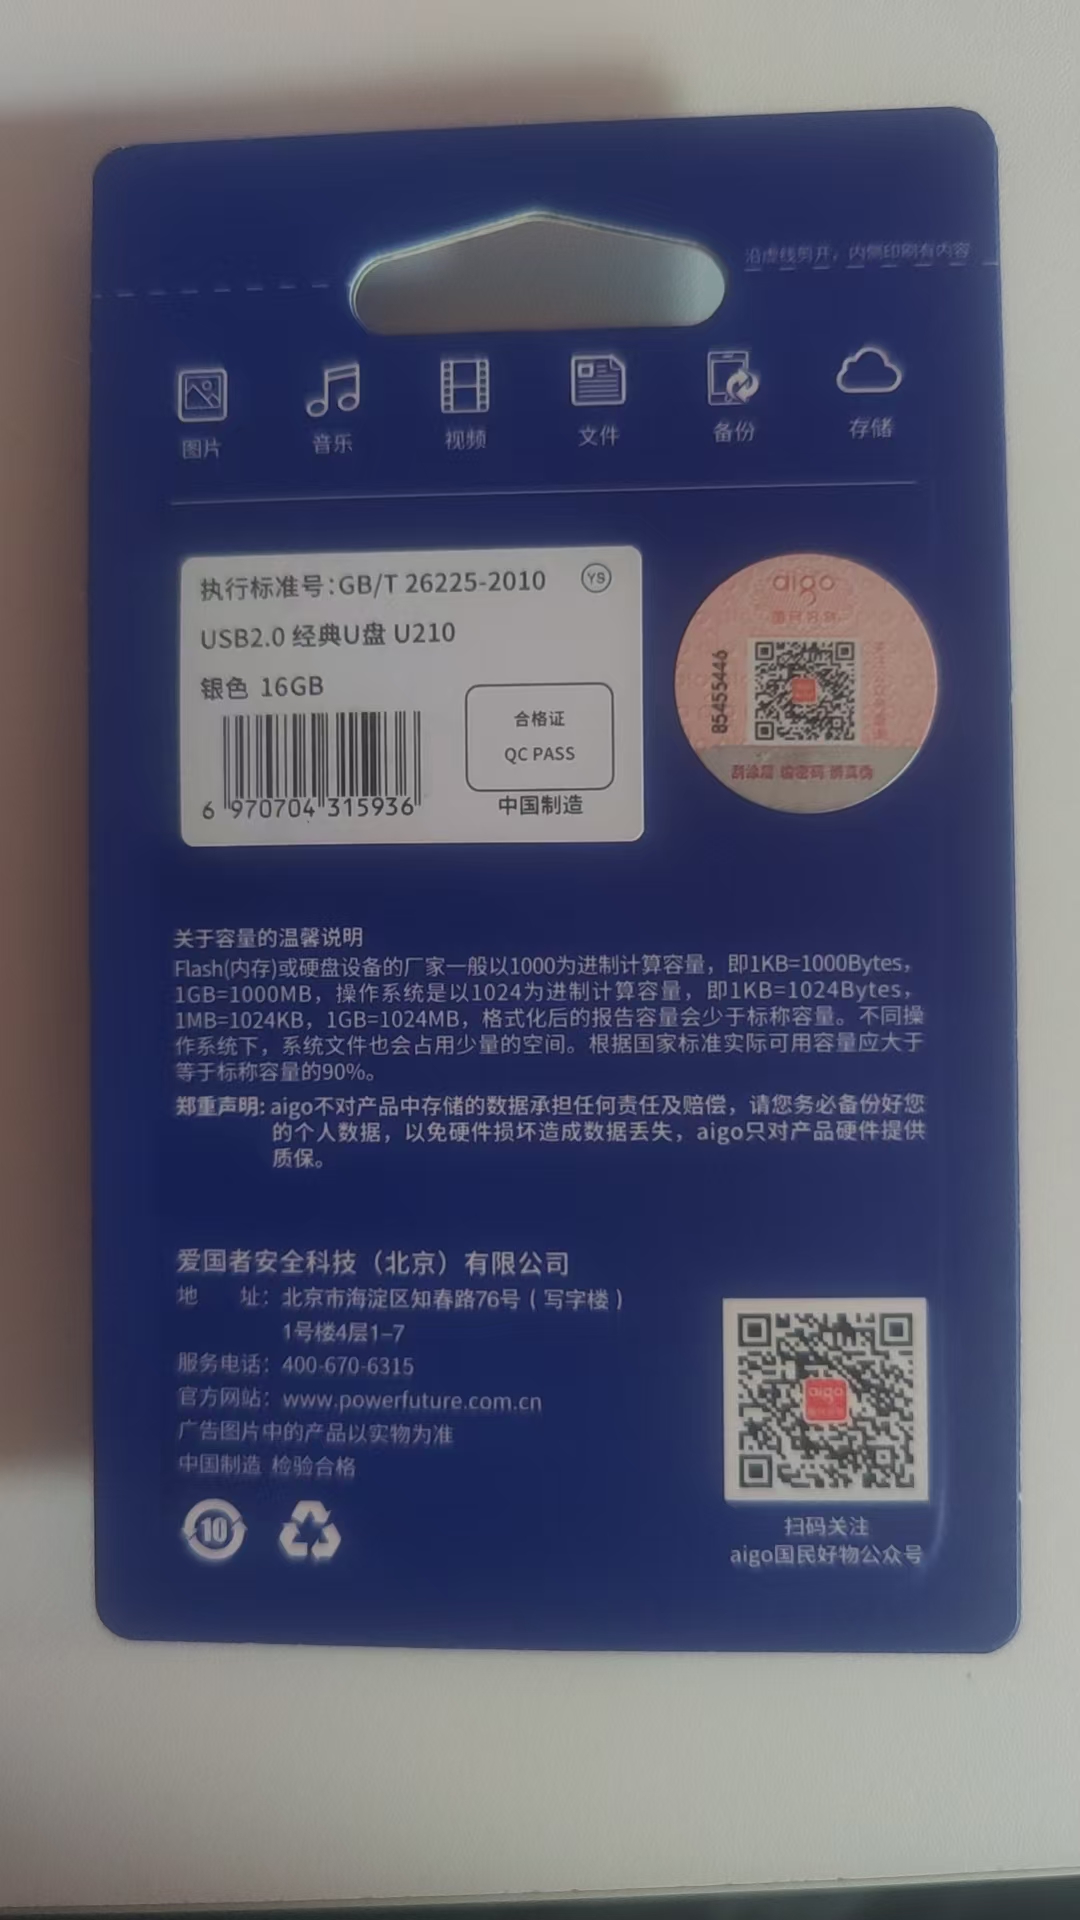 沿虚线剪开，内侧印刷有内容
图片 音乐 视频 文件 备份 存储
执行标准号:GB/T 26225-2010 YS
USB2.0 经典U盘 U210
银色 16GB
合格证
QC PASS
6 970704 315936
中国制造
aigo
85455446
刮涂层 输密码 辨真伪
关于容量的温馨说明
Flash(内存)或硬盘设备的厂家一般以1000为进制计算容量，即1KB=1000Bytes，
1GB=1000MB，操作系统是以1024为进制计算容量，即1KB=1024Bytes，
1MB=1024KB，1GB=1024MB，格式化后的报告容量会少于标称容量。不同操
作系统下，系统文件也会占用少量的空间。根据国家标准实际可用容量应大于
等于标称容量的90%。
郑重声明: aigo不对产品中存储的数据承担任何责任及赔偿，请您务必备份好您
的个人数据，以免硬件损坏造成数据丢失，aigo只对产品硬件提供
质保。
爱国者安全科技（北京）有限公司
地 址：北京市海淀区知春路76号（写字楼）
1号楼4层1-7
服务电话：400-670-6315
官方网站：www.powerfuture.com.cn
广告图片中的产品以实物为准
中国制造 检验合格
10
aigo
扫码关注
aigo国民好物公众号